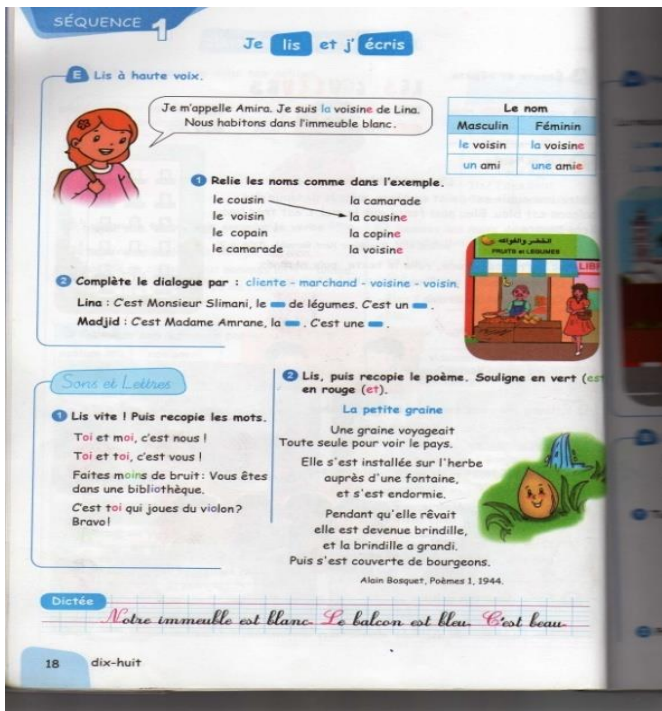 SÉQUENCE 1
Je lis et j' écris
E Lis à haute voix.
Je m'appelle Amira. Je suis la voisine de Lina.
Nous habitons dans l'immeuble blanc.
Le nom
Masculin Féminin
le voisin la voisine
un ami une amie
1 Relie les noms comme dans l'exemple.
le cousin la camarade
le voisin la cousine
le copain la copine
le camarade la voisine
الخضر والفواكه
FRUITS et LEGUMES
LIBR
2 Complète le dialogue par : cliente - marchand - voisine - voisin.
Lina : C'est Monsieur Slimani, le de légumes. C'est un .
Madjid : C'est Madame Amrane, la . C'est une .
Sons et Lettres
1 Lis vite ! Puis recopie les mots.
Toi et moi, c'est nous !
Toi et toi, c'est vous !
Faites moins de bruit : Vous êtes
dans une bibliothèque.
C'est toi qui joues du violon ?
Bravo !
2 Lis, puis recopie le poème. Souligne en vert (est
en rouge (et).
La petite graine
Une graine voyageait
Toute seule pour voir le pays.
Elle s'est installée sur l'herbe
auprès d'une fontaine,
et s'est endormie.
Pendant qu'elle rêvait
elle est devenue brindille,
et la brindille a grandi.
Puis s'est couverte de bourgeons.
Alain Bosquet, Poèmes 1, 1944.
Dictée
Notre immeuble est blanc. Le balcon est bleu. C'est beau.
18 dix-huit